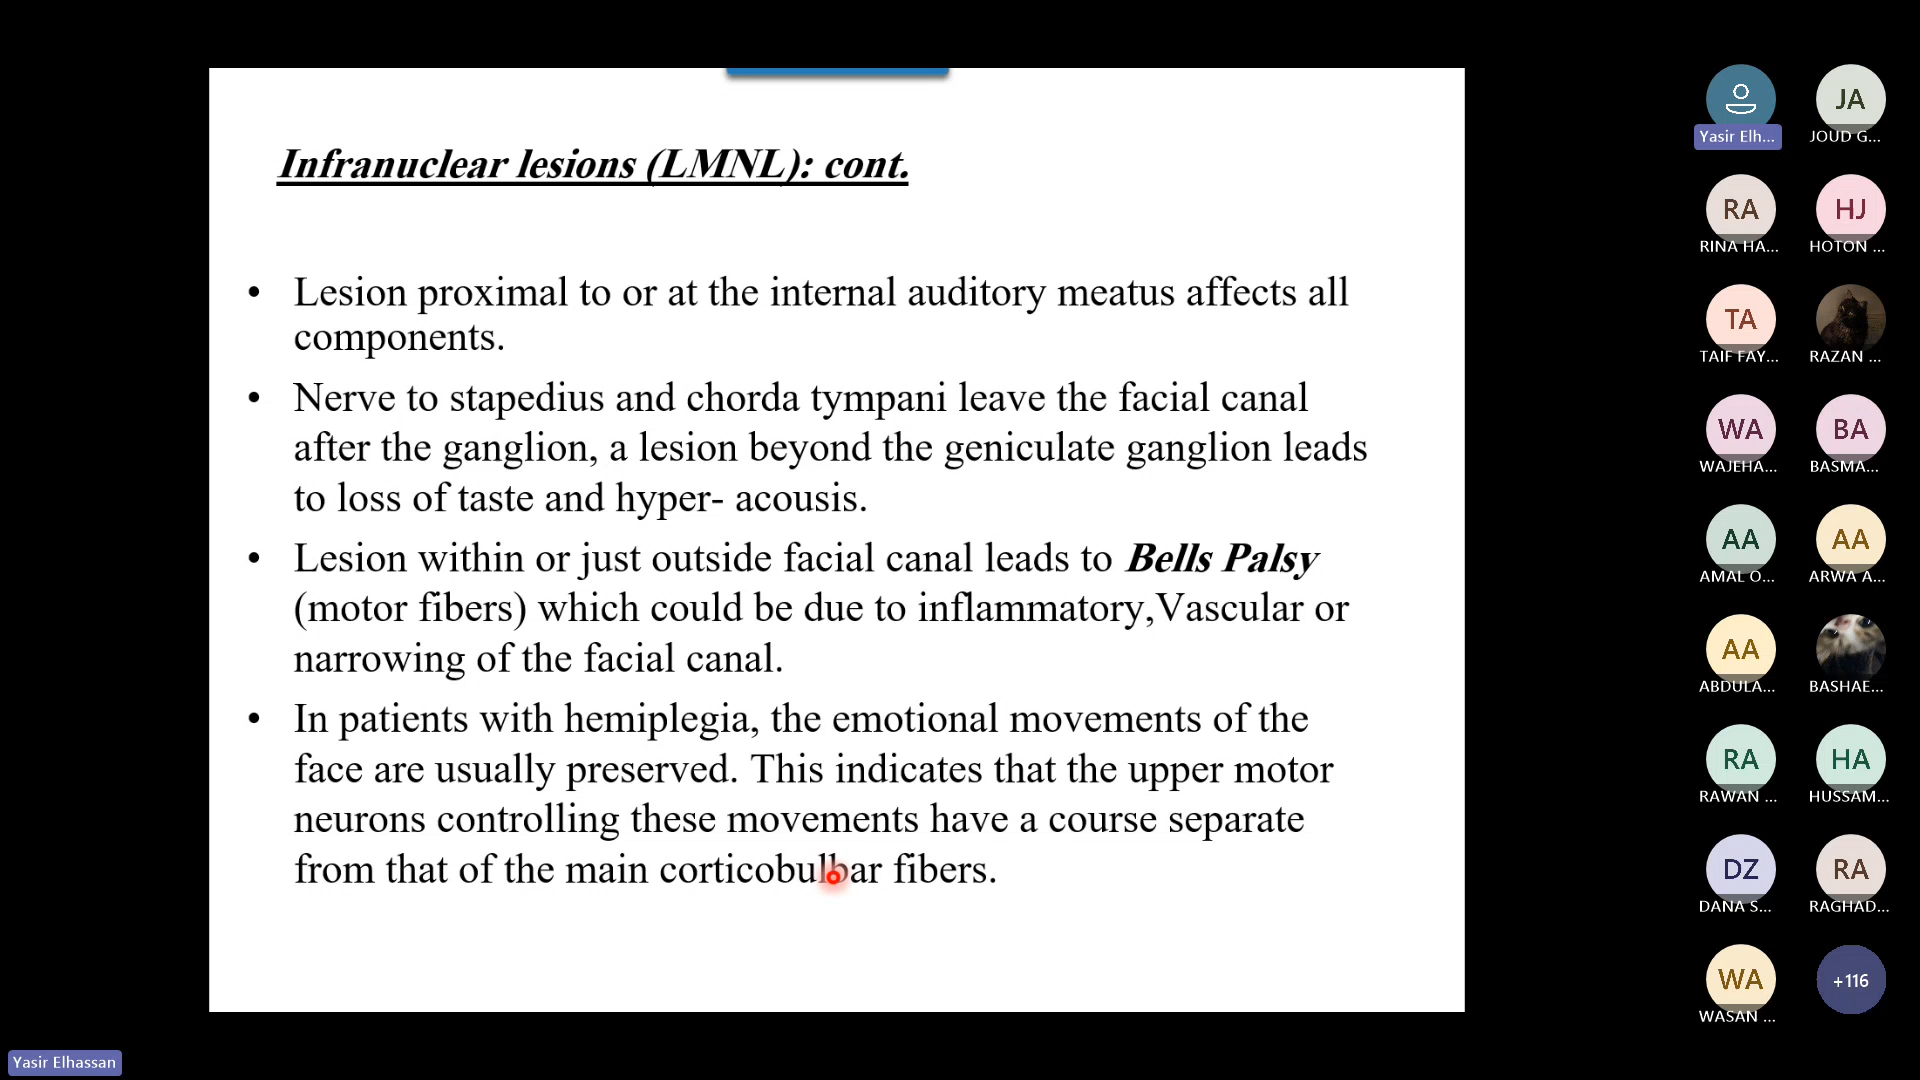 Infranuclear lesions (LMNL): cont.
• Lesion proximal to or at the internal auditory meatus affects all
components.
• Nerve to stapedius and chorda tympani leave the facial canal
after the ganglion, a lesion beyond the geniculate ganglion leads
to loss of taste and hyper- acousis.
• Lesion within or just outside facial canal leads to Bells Palsy
(motor fibers) which could be due to inflammatory,Vascular or
narrowing of the facial canal.
• In patients with hemiplegia, the emotional movements of the
face are usually preserved. This indicates that the upper motor
neurons controlling these movements have a course separate
from that of the main corticobulbar fibers.
Yasir Elh...
JA
JOUD G...
RA
RINA HA...
HJ
HOTON ...
TA
TAIF FAY...
RAZAN ...
WA
WAJEHA...
BA
BASMA...
AA
AMAL O...
AA
ARWA A...
AA
ABDULA...
BASHAE...
RA
RAWAN ...
HA
HUSSAM...
DZ
DANA S...
RA
RAGHAD...
WA
WASAN ...
+116
Yasir Elhassan